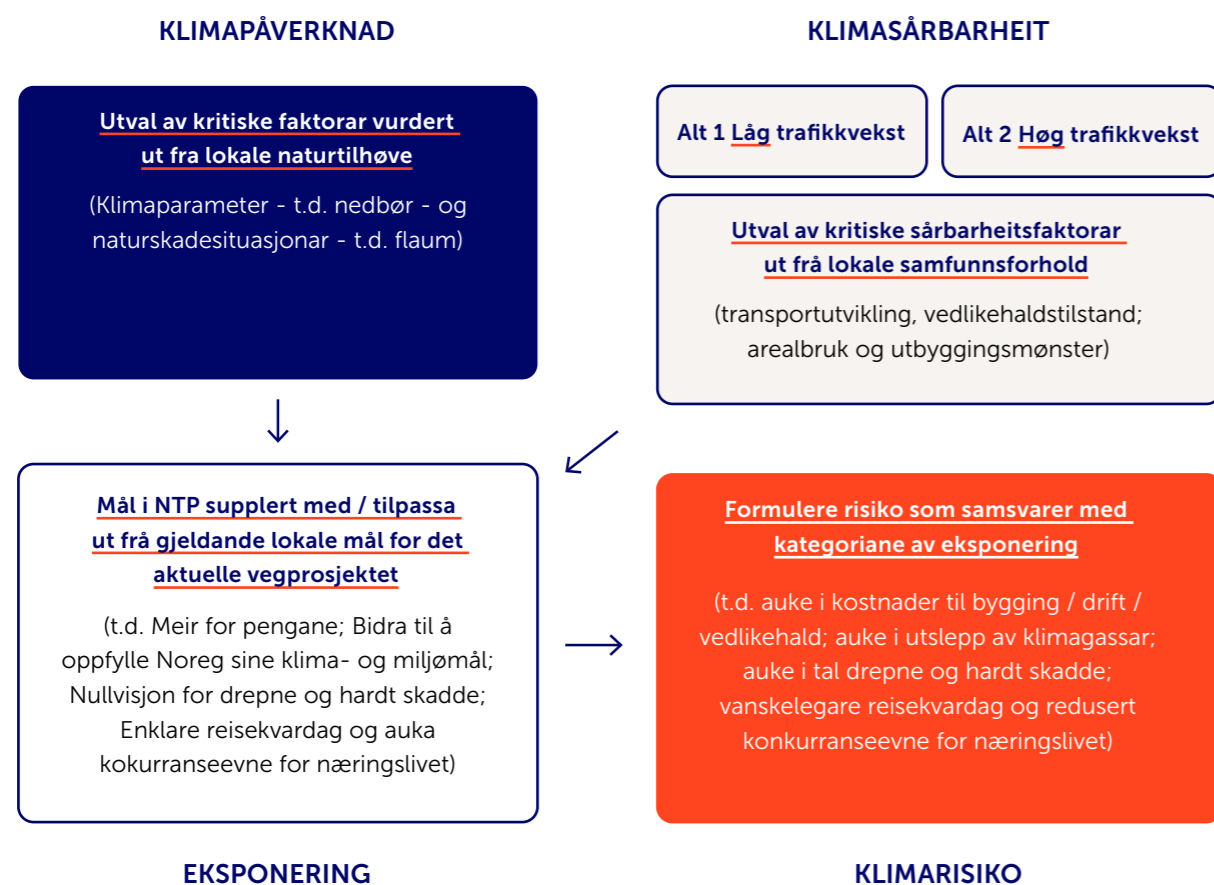 KLIMAPÅVERKNAD
Utval av kritiske faktorar vurdert
ut fra lokale naturtilhøve
(Klimaparameter - t.d. nedbør - og
naturskadesituasjonar - t.d. flaum)
KLIMASÅRBARHEIT
Alt 1 Låg trafikkvekst
Alt 2 Høg trafikkvekst
Utval av kritiske sårbarheitsfaktorar
ut frå lokale samfunnsforhold
(transportutvikling, vedlikehaldstilstand;
arealbruk og utbyggingsmønster)
Mål i NTP supplert med / tilpassa
ut frå gjeldande lokale mål for det
aktuelle vegprosjektet
(t.d. Meir for pengane; Bidra til å
oppfylle Noreg sine klima- og miljømål;
Nullvisjon for drepne og hardt skadde;
Enklare reisekvardag og auka
kokurranseevne for næringslivet)
EKSPONERING
Formulere risiko som samsvarer med
kategoriane av eksponering
(t.d. auke i kostnader til bygging / drift /
vedlikehald; auke i utslepp av klimagassar;
auke i tal drepne og hardt skadde;
vanskelegare reisekvardag og redusert
konkurranseevne for næringslivet)
KLIMARISIKO